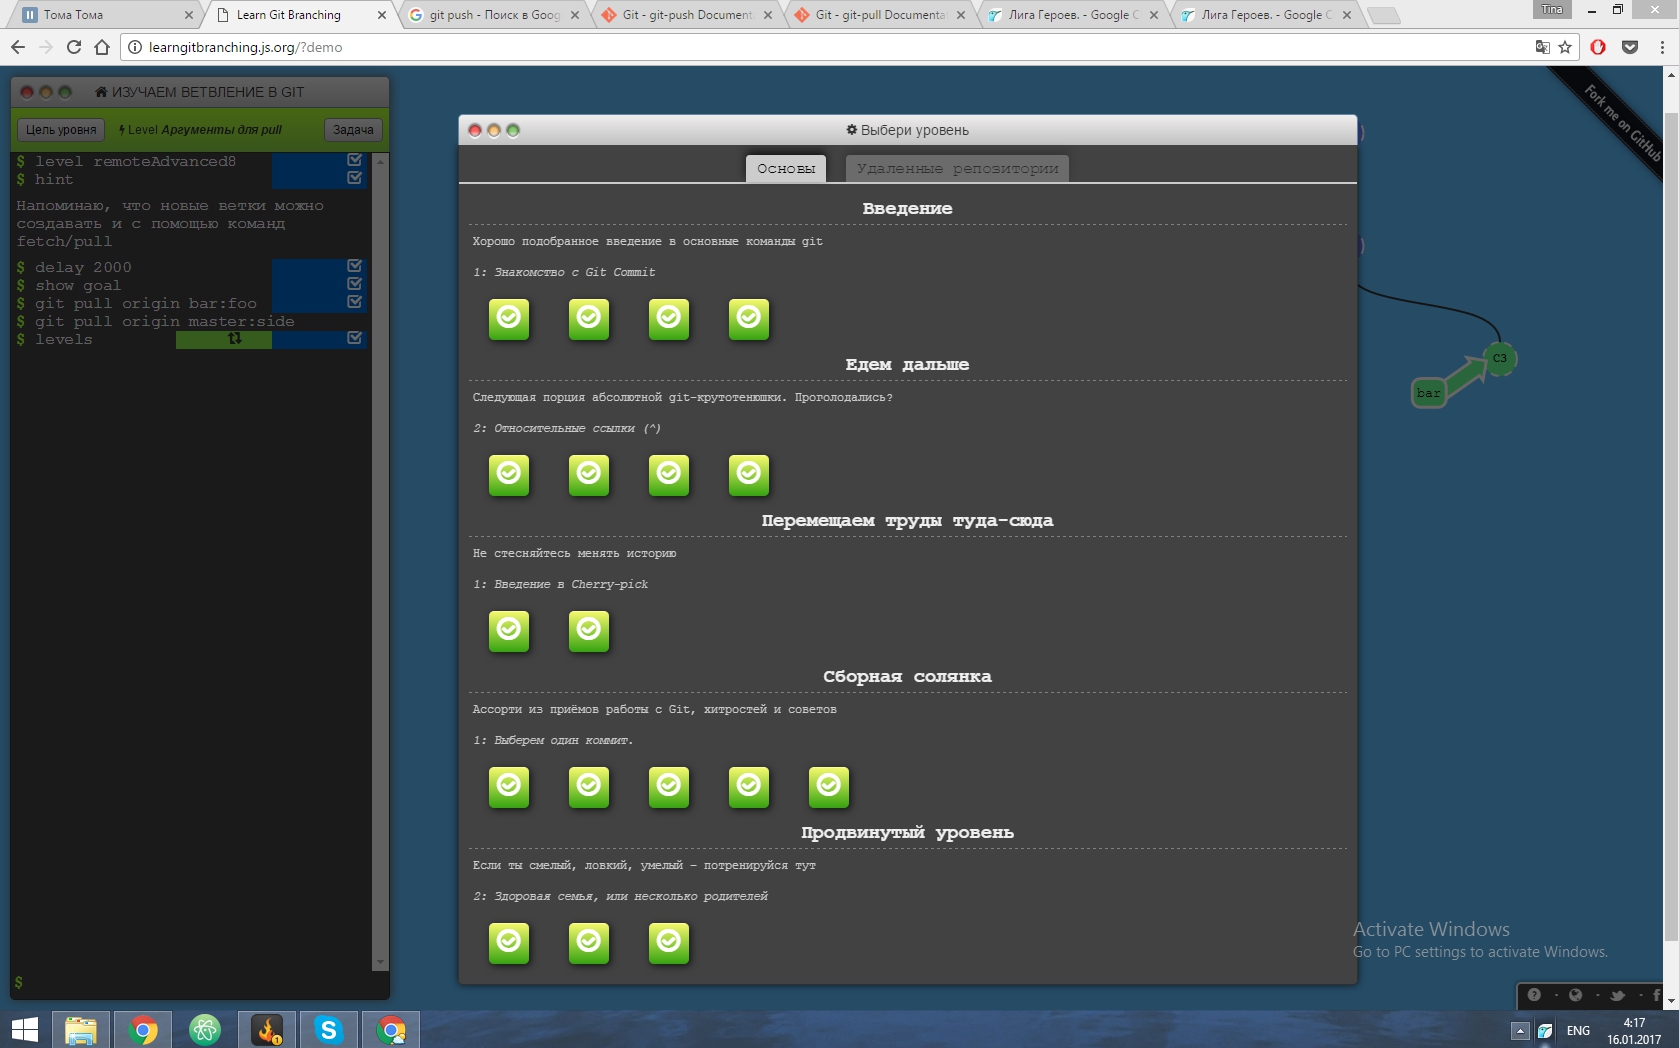 Тома Тома
Learn Git Branching
git push - Поиск в Goog
Git - git-push Document
Git - git-pull Documenta
Лига Героев. - Google C
Лига Героев. - Google C
Tina
learngitbranching.js.org/?demo
ИЗУЧАЕМ ВЕТВЛЕНИЕ В GIT
Цель уровня
Level Аргументы для pull
Задача
$ level remoteAdvanced8
$ hint
Напоминаю, что новые ветки можно
создавать и с помощью команд
fetch/pull
$ delay 2000
$ show goal
$ git pull origin bar:foo
$ git pull origin master:side
$ levels
$
Выбери уровень
Основы
Удаленные репозитории
Введение
Хорошо подобранное введение в основные команды git
1: Знакомство с Git Commit
Едем дальше
Следующая порция абсолютной git-крутотенюшки. Проголодались?
2: Относительные ссылки (^)
Перемещаем труды туда-сюда
Не стесняйтесь менять историю
1: Введение в Cherry-pick
Сборная солянка
Ассорти из приёмов работы с Git, хитростей и советов
1: Выберем один коммит.
Продвинутый уровень
Если ты смелый, ловкий, умелый - потренируйся тут
2: Здоровая семья, или несколько родителей
Fork me on GitHub
C3
bar
Activate Windows
Go to PC settings to activate Windows.
ENG
4:17
16.01.2017